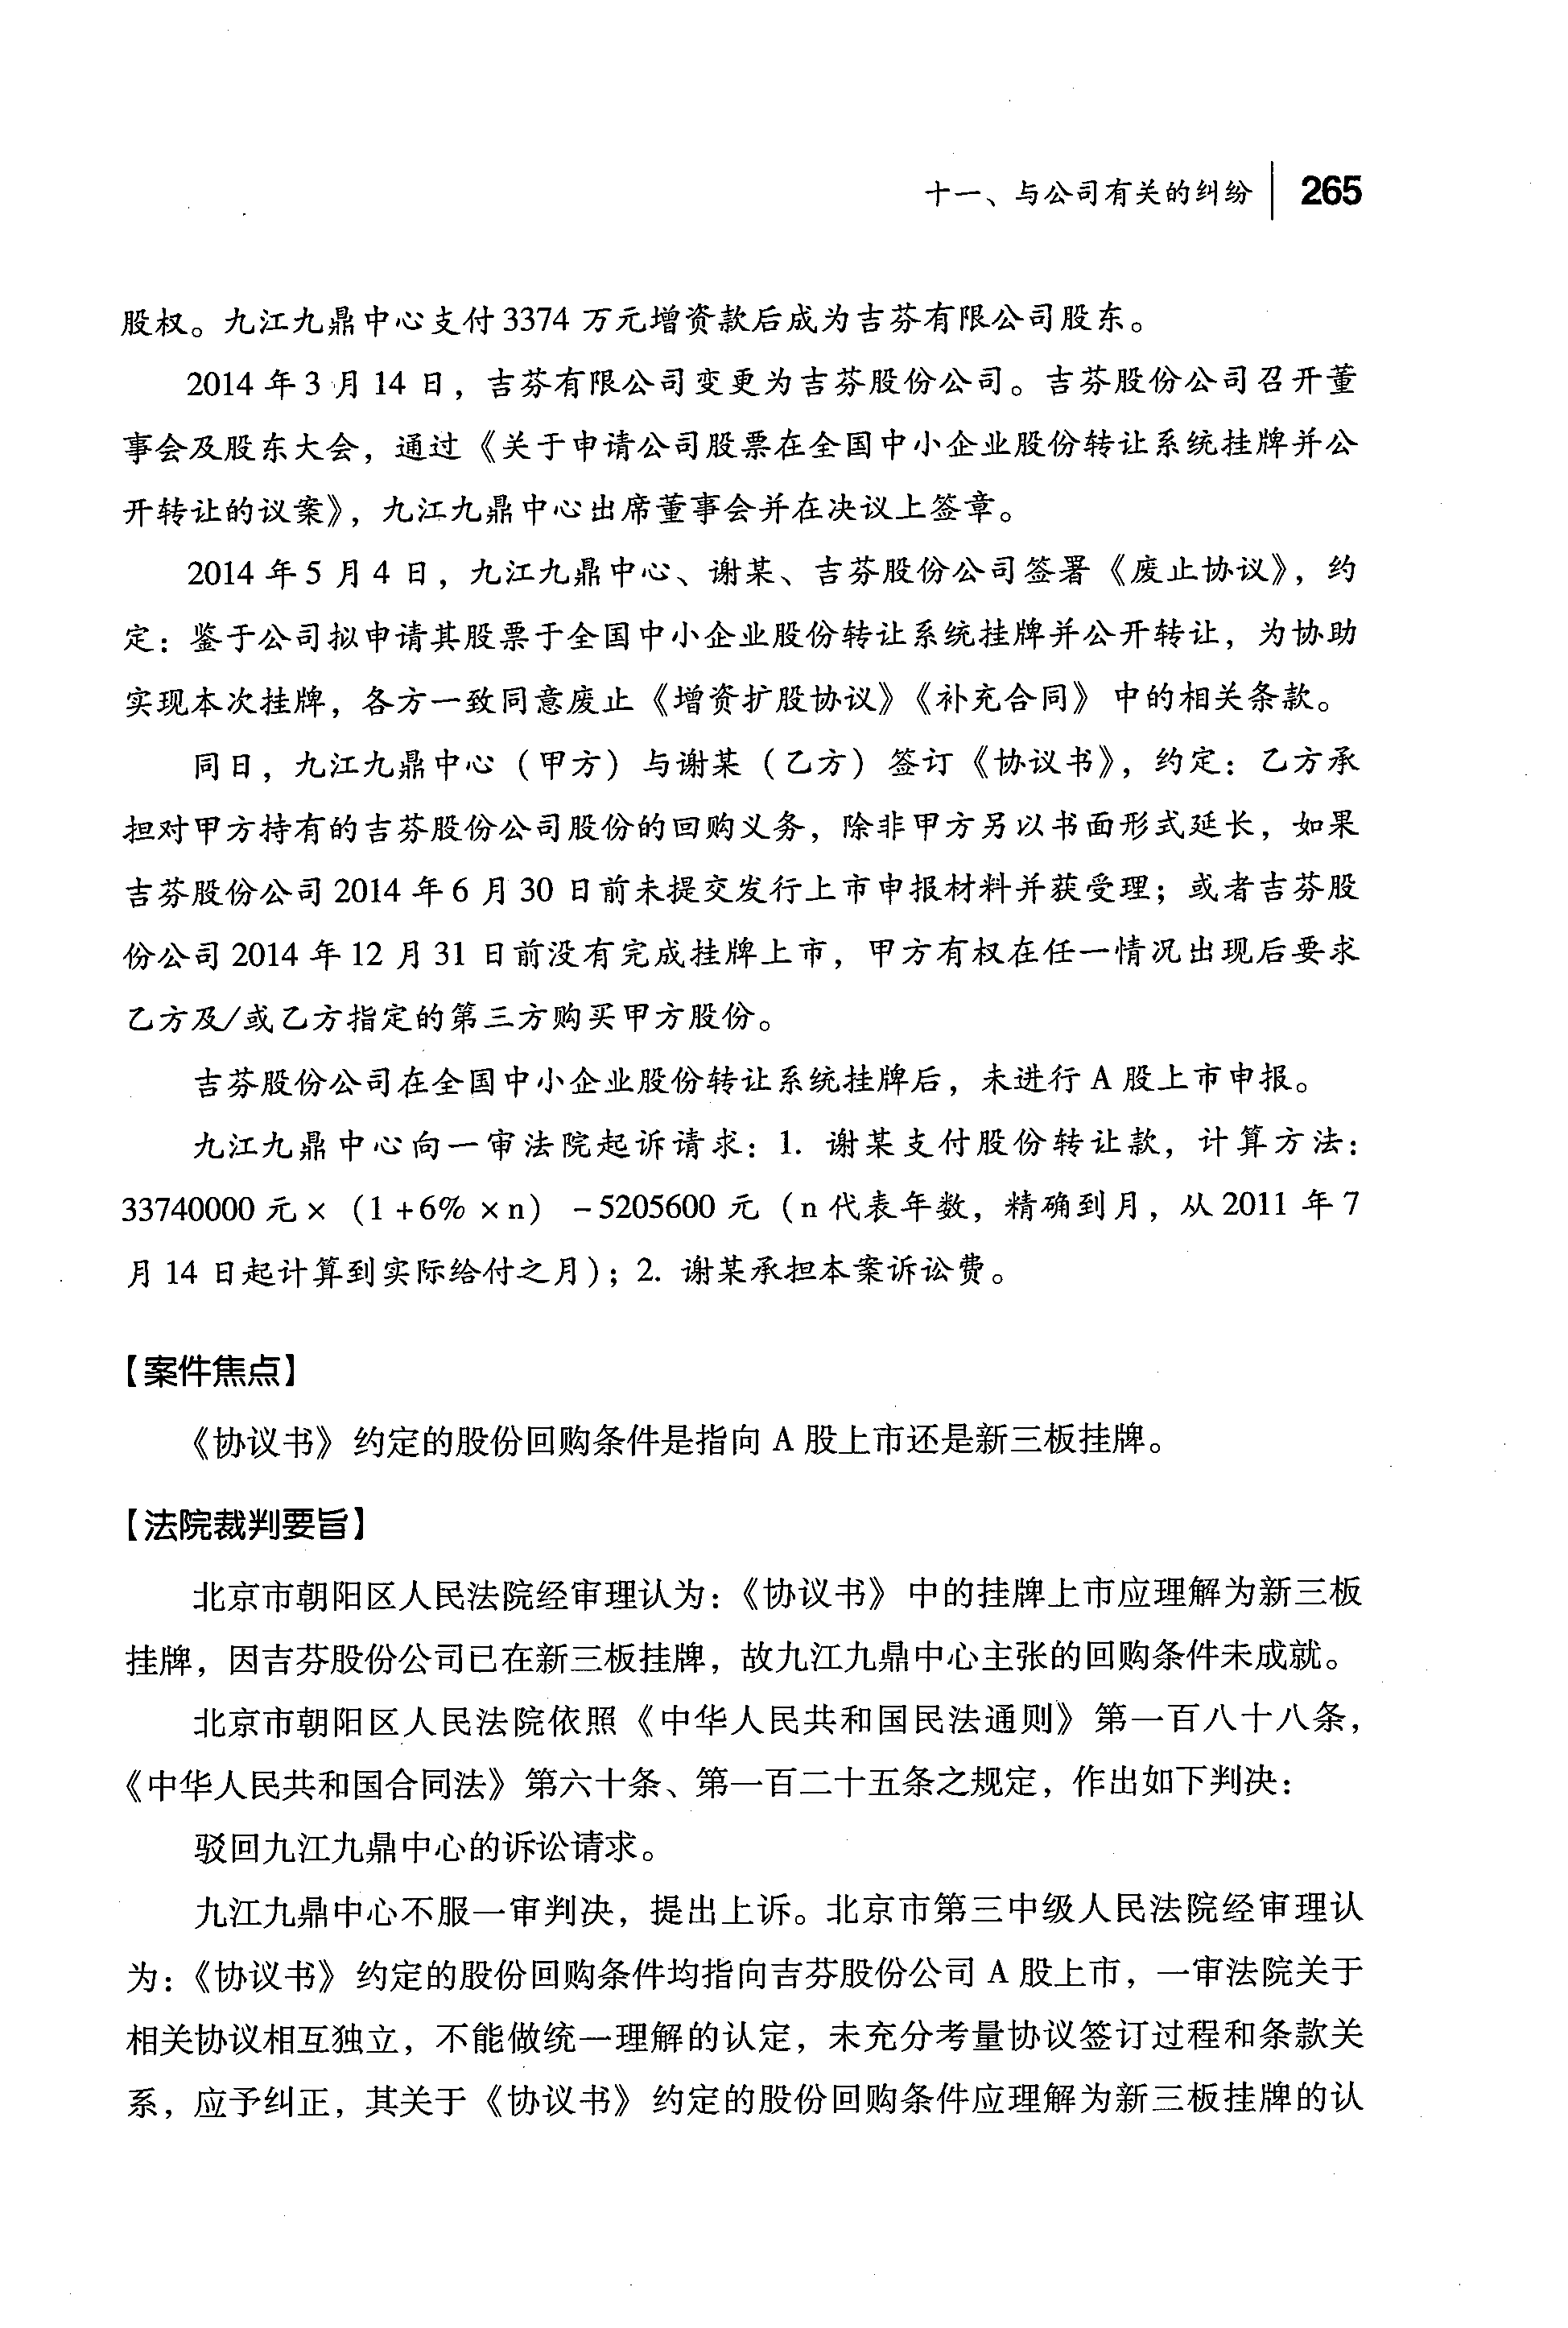 十一、与公司有关的纠纷 265
股权。九江九鼎中心支付3374万元增资款后成为吉芬有限公司股东。
2014年3月14日，吉芬有限公司变更为吉芬股份公司。吉芬股份公司召开董
事会及股东大会，通过《关于申请公司股票在全国中小企业股份转让系统挂牌并公
开转让的议案》，九江九鼎中心出席董事会并在决议上签章。
2014年5月4日，九江九鼎中心、谢某、吉芬股份公司签署《废止协议》，约
定：鉴于公司拟申请其股票于全国中小企业股份转让系统挂牌并公开转让，为协助
实现本次挂牌，各方一致同意废止《增资扩股协议》《补充合同》中的相关条款。
同日，九江九鼎中心（甲方）与谢某（乙方）签订《协议书》，约定：乙方承
担对甲方持有的吉芬股份公司股份的回购义务，除非甲方另以书面形式延长，如果
吉芬股份公司2014年6月30日前未提交发行上市申报材料并获受理；或者吉芬股
份公司2014年12月31日前没有完成挂牌上市，甲方有权在任一情况出现后要求
乙方及/或乙方指定的第三方购买甲方股份。
吉芬股份公司在全国中小企业股份转让系统挂牌后，未进行A股上市申报。
九江九鼎中心向一审法院起诉请求：1. 谢某支付股份转让款，计算方法：
33740000元×（1+6%×n）-5205600元（n代表年数，精确到月，从2011年7
月14日起计算到实际给付之月）；2. 谢某承担本案诉讼费。
【案件焦点】
《协议书》约定的股份回购条件是指向A股上市还是新三板挂牌。
【法院裁判要旨】
北京市朝阳区人民法院经审理认为：《协议书》中的挂牌上市应理解为新三板
挂牌，因吉芬股份公司已在新三板挂牌，故九江九鼎中心主张的回购条件未成就。
北京市朝阳区人民法院依照《中华人民共和国民法通则》第一百八十八条，
《中华人民共和国合同法》第六十条、第一百二十五条之规定，作出如下判决：
驳回九江九鼎中心的诉讼请求。
九江九鼎中心不服一审判决，提出上诉。北京市第三中级人民法院经审理认
为：《协议书》约定的股份回购条件均指向吉芬股份公司A股上市，一审法院关于
相关协议相互独立，不能做统一理解的认定，未充分考量协议签订过程和条款关
系，应予纠正，其关于《协议书》约定的股份回购条件应理解为新三板挂牌的认